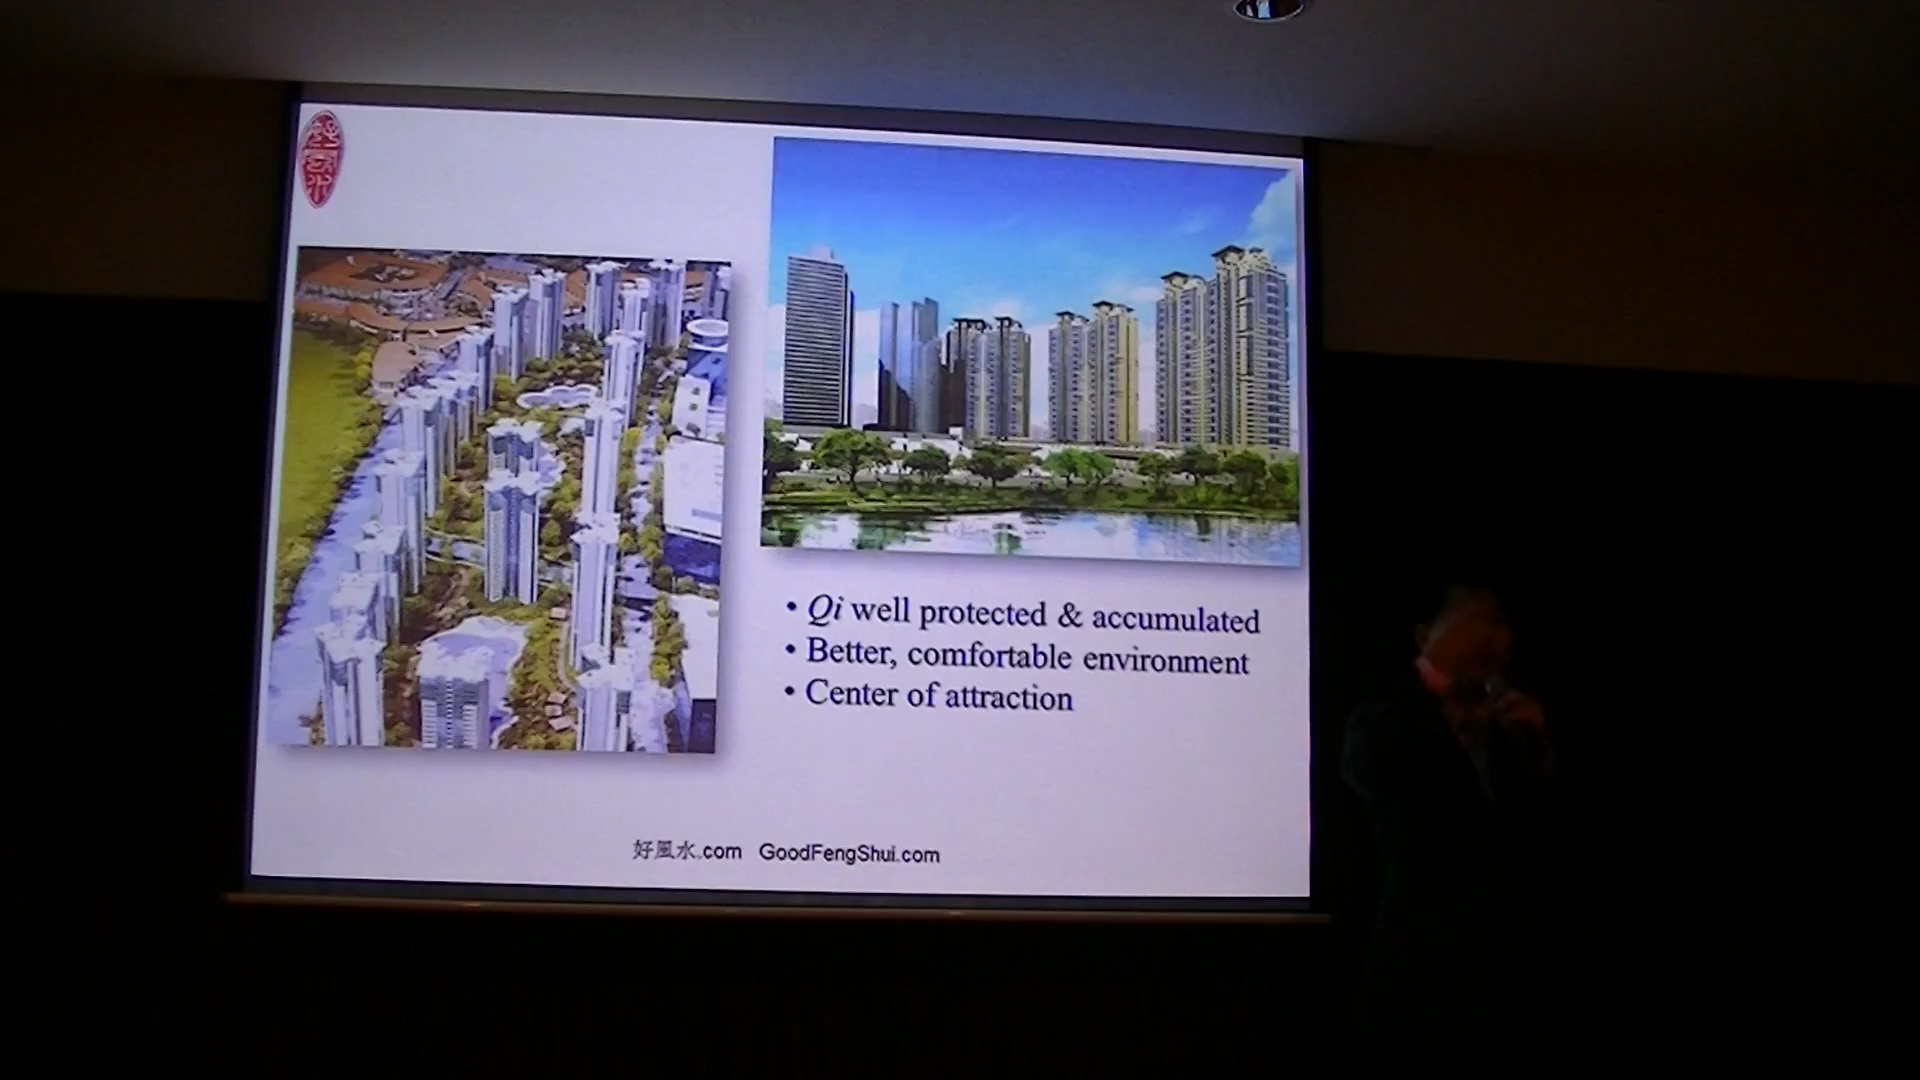 • Qi well protected & accumulated
• Better, comfortable environment
• Center of attraction
好風水.com GoodFengShui.com